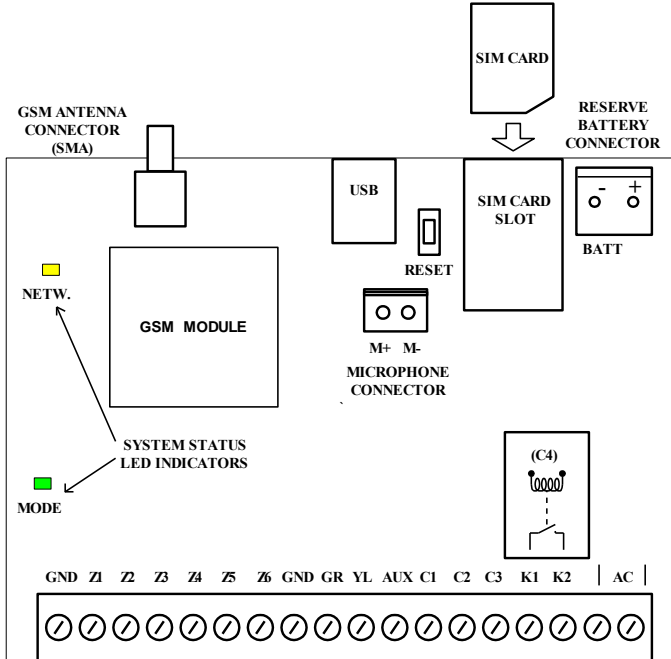 SIM CARD
GSM ANTENNA
CONNECTOR
(SMA)
RESERVE
BATTERY
CONNECTOR
USB
SIM CARD
SLOT
- +
BATT
RESET
NETW.
GSM MODULE
M+ M-
MICROPHONE
CONNECTOR
SYSTEM STATUS
LED INDICATORS
(C4)
MODE
GND Z1 Z2 Z3 Z4 Z5 Z6 GND GR YL AUX C1 C2 C3 K1 K2 | AC |